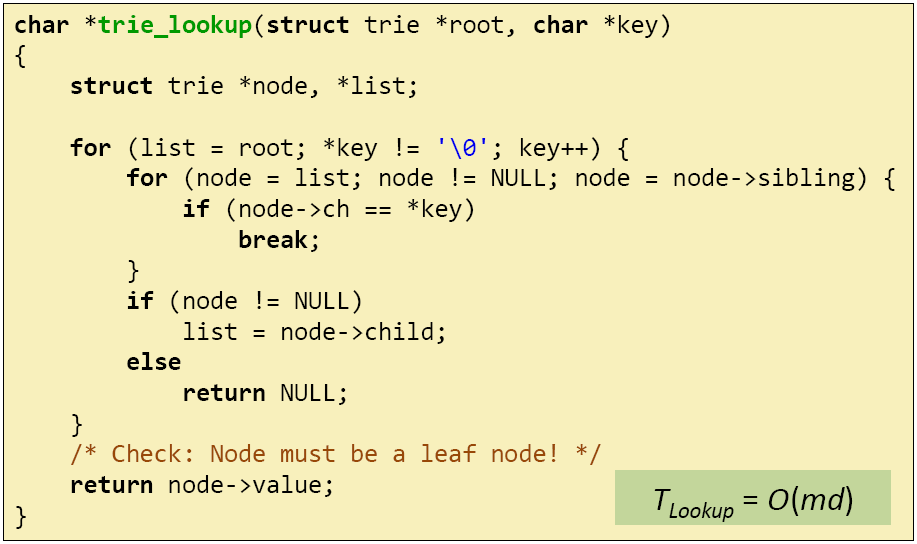 char *trie_lookup(struct trie *root, char *key)
{
    struct trie *node, *list;

    for (list = root; *key != '\0'; key++) {
        for (node = list; node != NULL; node = node->sibling) {
            if (node->ch == *key)
                break;
        }
        if (node != NULL)
            list = node->child;
        else
            return NULL;
    }
    /* Check: Node must be a leaf node! */
    return node->value;
}
TLookup = O(md)